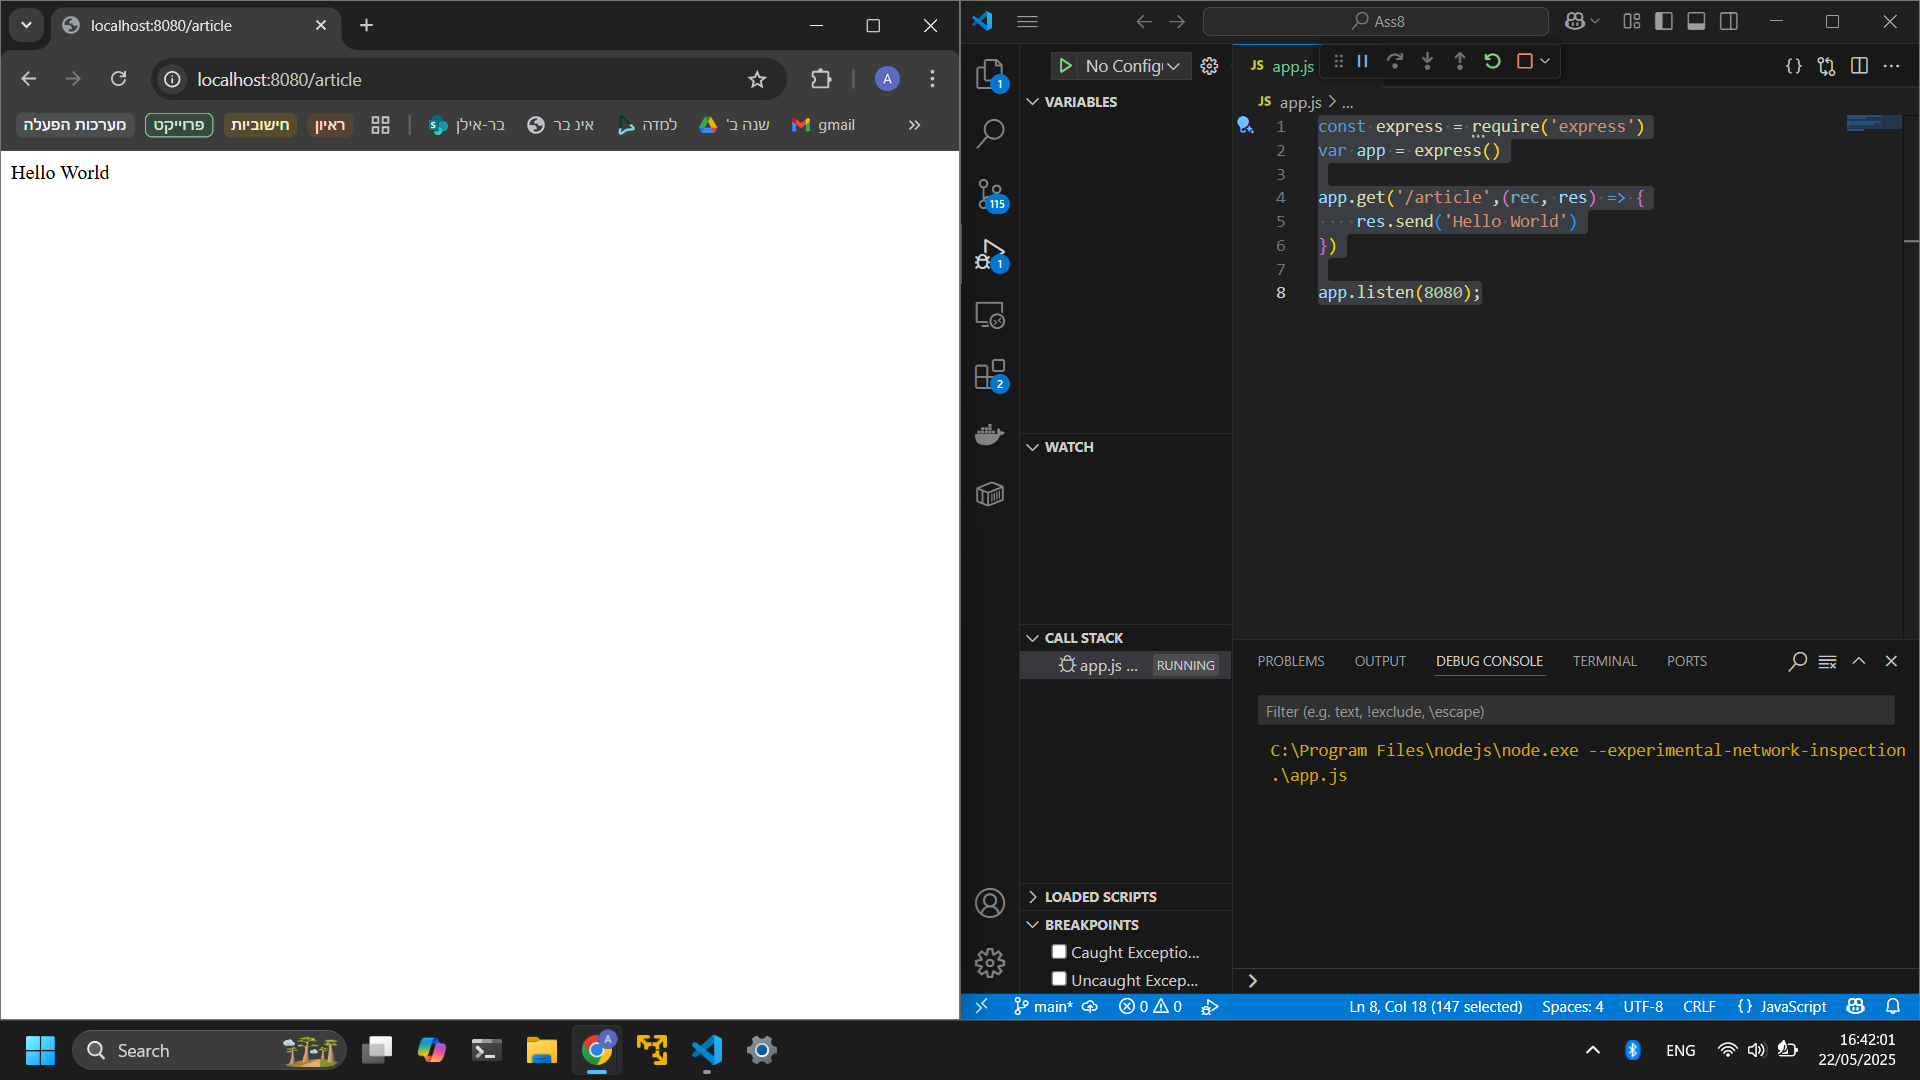 localhost:8080/article
localhost:8080/article
A
מערכות הפעלה
פרוייקט
חישוביות
ראיון
בר-אילן
אינ בר
למדה
שנה ב'
gmail
Hello World
Ass8
No Config
JS app.js
JS app.js > ...
1
115
1
2
VARIABLES
WATCH
CALL STACK
app.js ... RUNNING
LOADED SCRIPTS
BREAKPOINTS
Caught Exceptio...
Uncaught Excep...
1 const express = require('express')
2 var app = express()
3
4 app.get('/article',(rec, res) => {
5 res.send('Hello World')
6 })
7
8 app.listen(8080);
PROBLEMS OUTPUT DEBUG CONSOLE TERMINAL PORTS
Filter (e.g. text, !exclude, \escape)
C:\Program Files\nodejs\node.exe --experimental-network-inspection
.\app.js
main* 0 0 Ln 8, Col 18 (147 selected) Spaces: 4 UTF-8 CRLF {} JavaScript
Search
A
ENG
16:42:01
22/05/2025